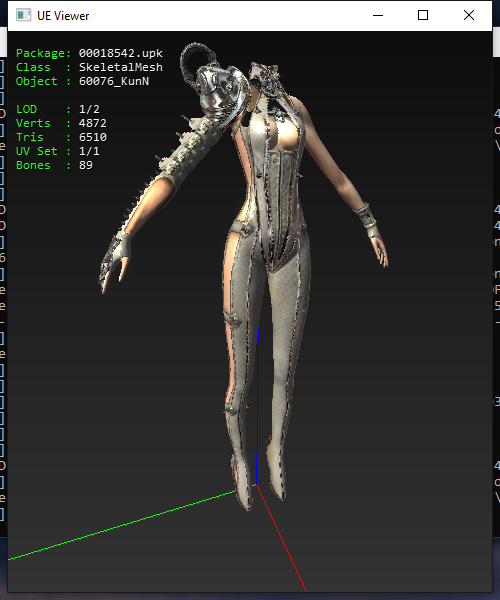 UE Viewer
Package: 00018542.upk
Class : SkeletalMesh
Object : 60076_KunN
LOD : 1/2
Verts : 4872
Tris : 6510
UV Set : 1/1
Bones : 89